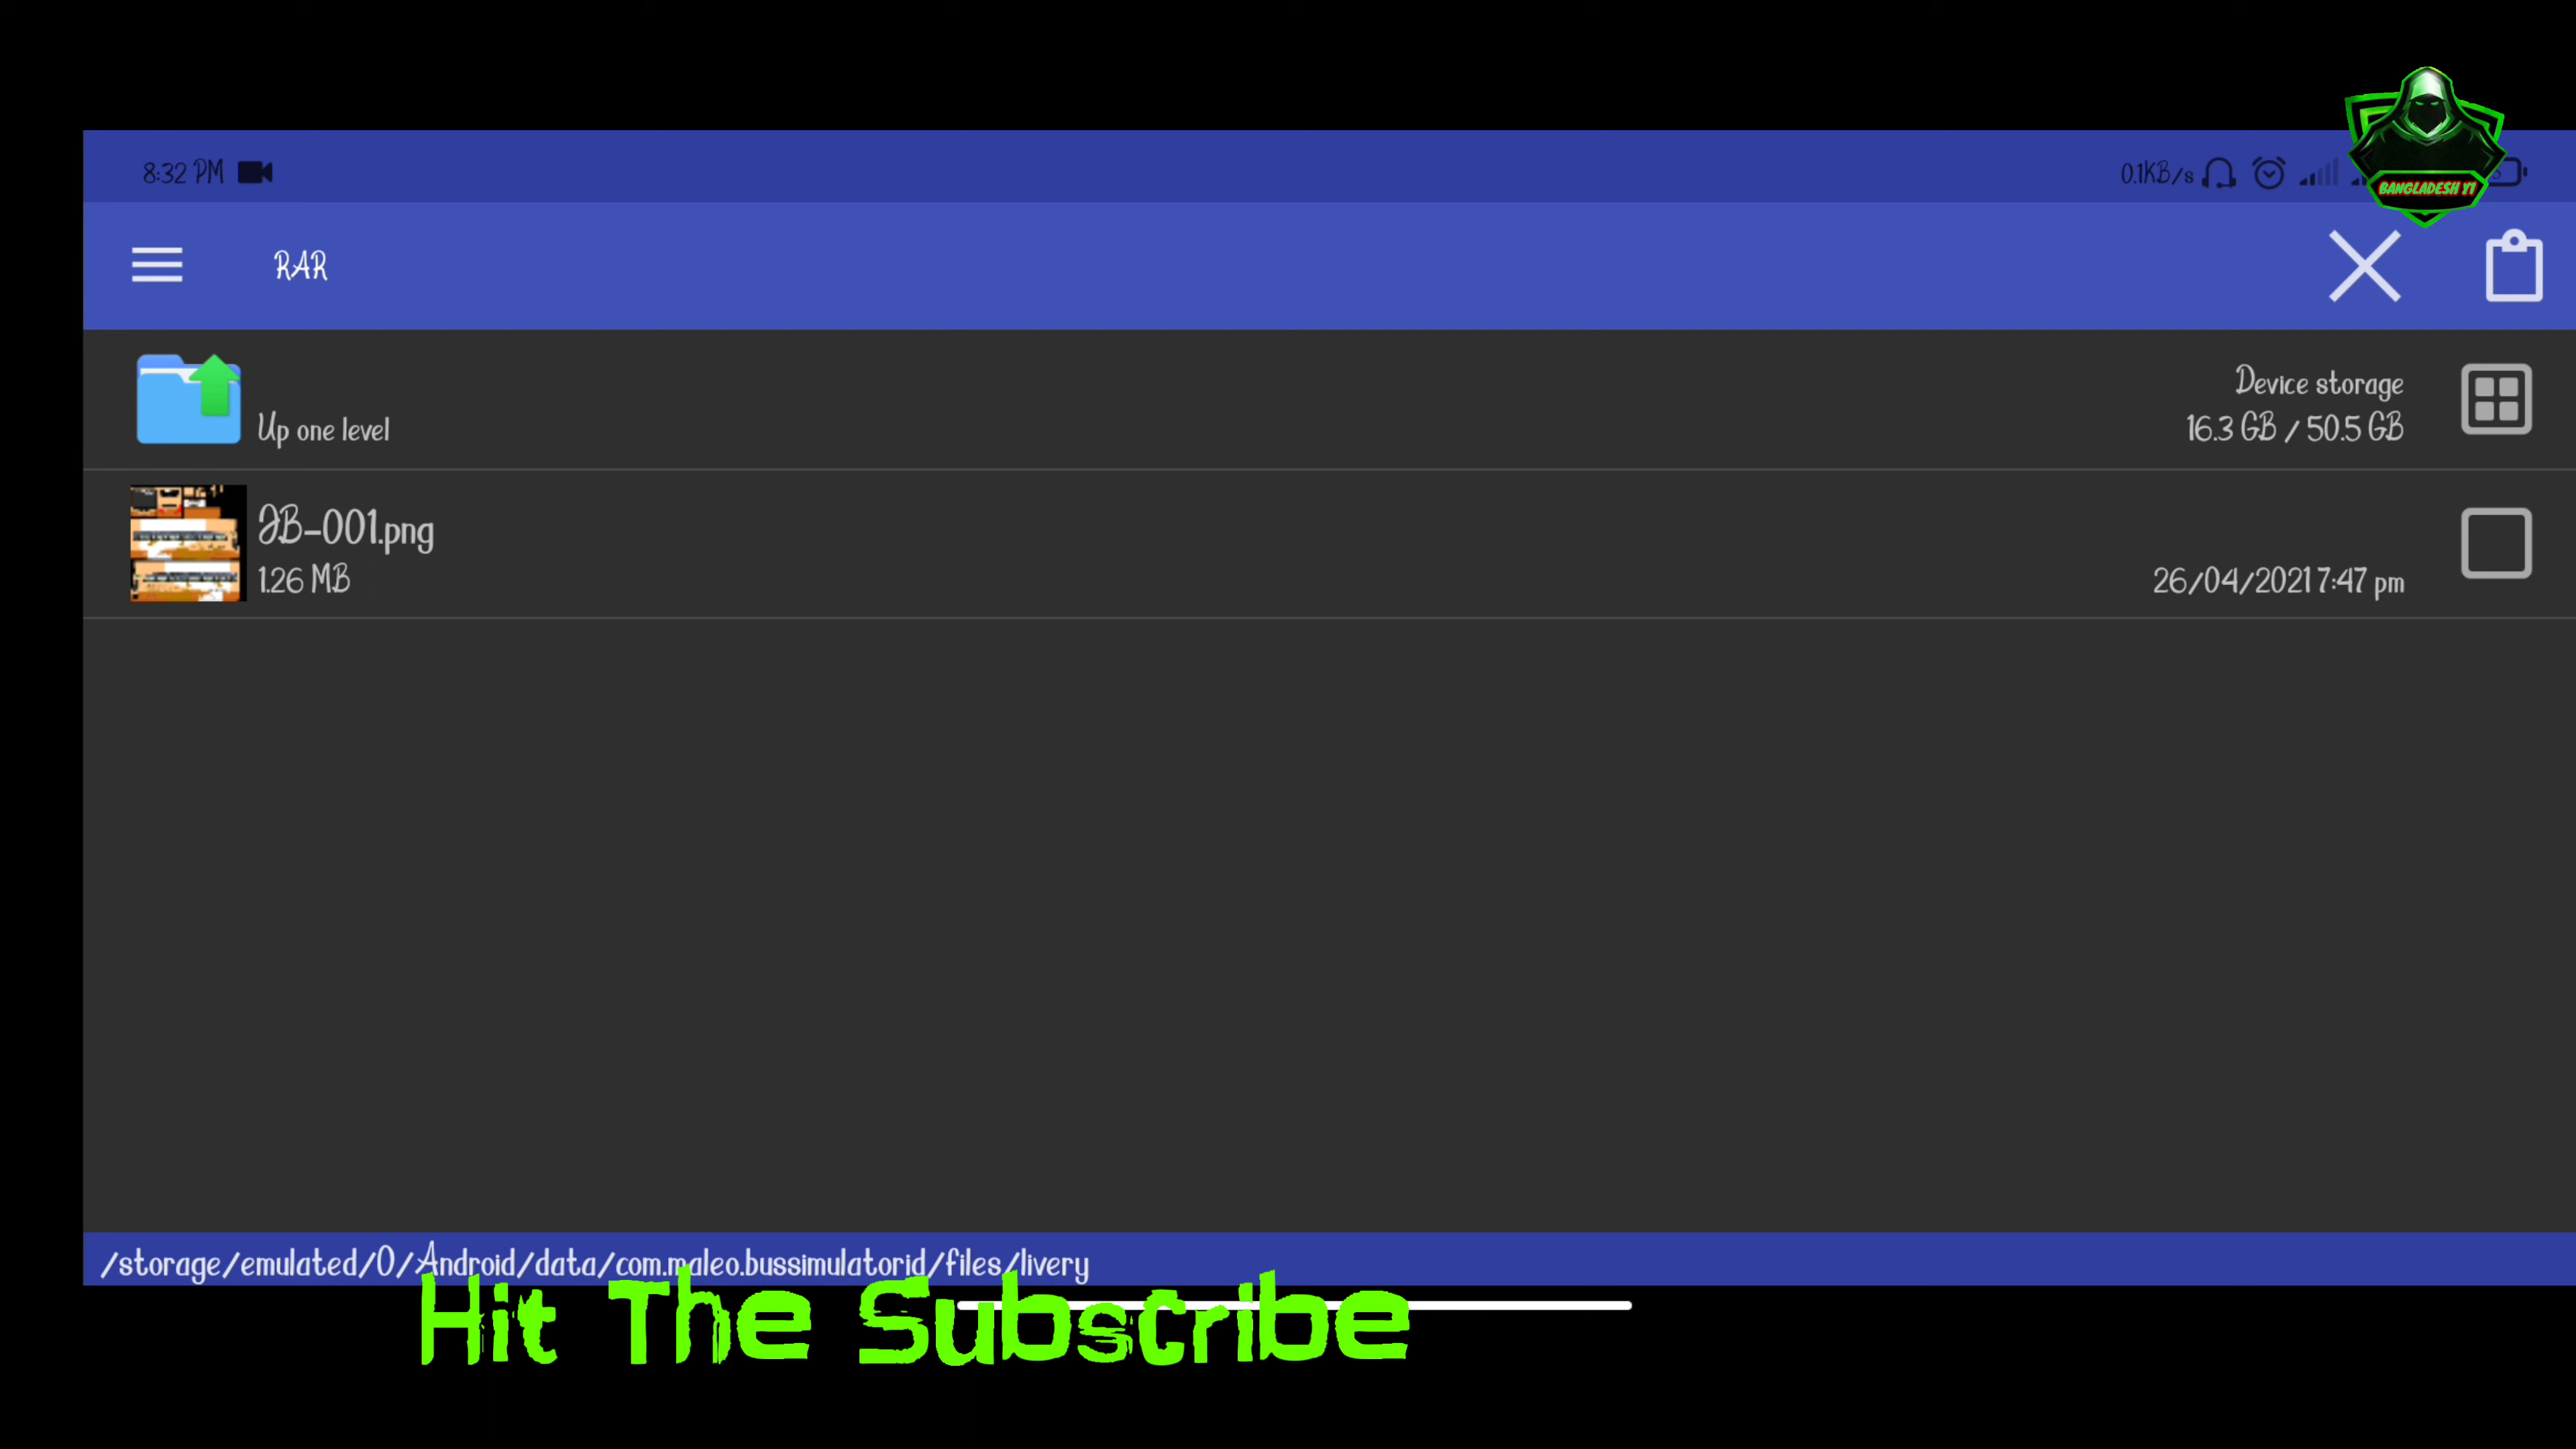 8:32 PM
0.1KB/s
BANGLADESH YT
RAR
Up one level
Device storage
16.3 GB / 50.5 GB
JB-001.png
1.26 MB
26/04/2021 7:47 pm
/storage/emulated/0/Android/data/com.maleo.bussimulatorid/files/livery
Hit The Subscribe